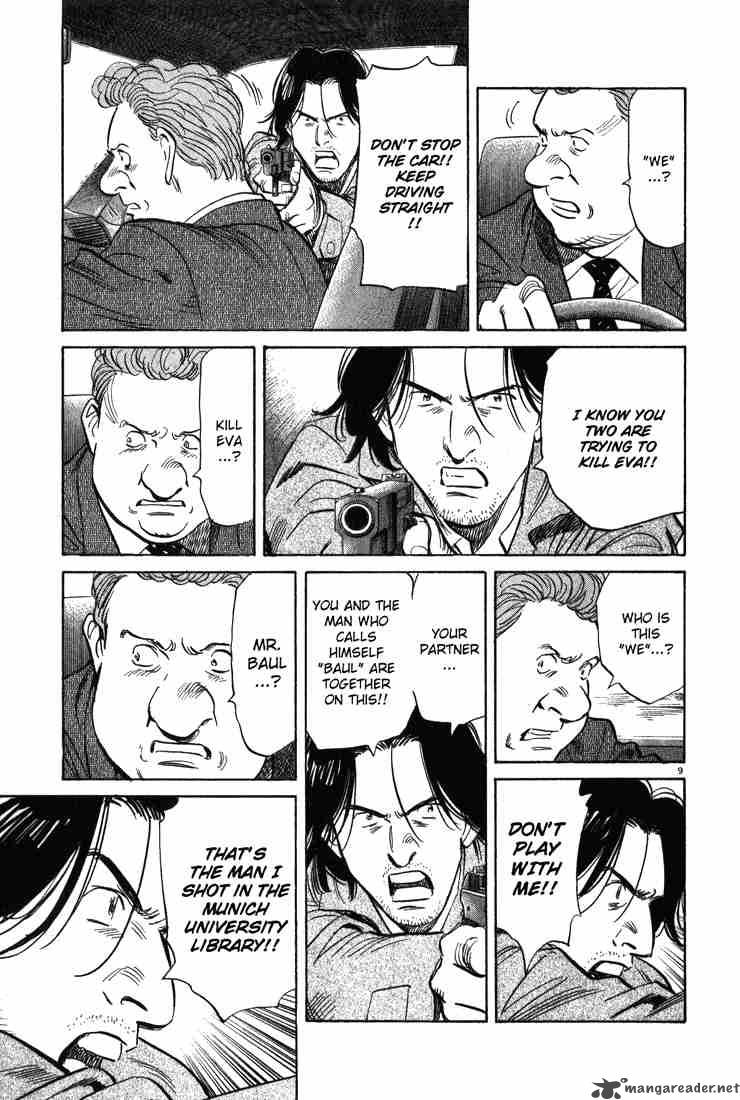 "WE"
...?
DON'T STOP
THE CAR!!
KEEP
DRIVING
STRAIGHT
!!
I KNOW YOU
TWO ARE
TRYING TO
KILL EVA!!
KILL
EVA
...?
WHO IS
THIS
"WE"...?
9
DON'T
PLAY
WITH
ME!!
YOUR
PARTNER
...
YOU AND THE
MAN WHO
CALLS
HIMSELF
"BAUL" ARE
TOGETHER
ON THIS!!
MR.
BAUL
...?
THAT'S
THE MAN I
SHOT IN THE
MUNICH
UNIVERSITY
LIBRARY!!
mangareader.net